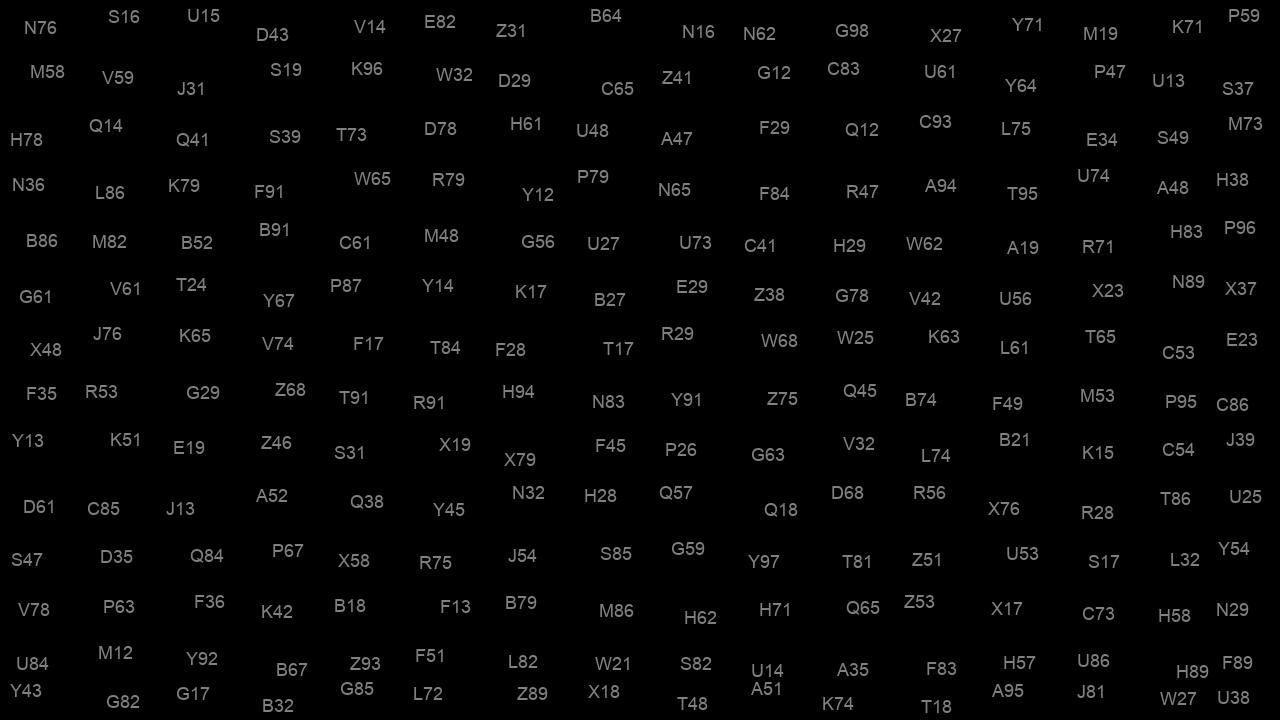 N76 S16 U15 D43 V14 E82 Z31 B64 N16 N62 G98 X27 Y71 M19 K71 P59
M58 V59 J31 S19 K96 W32 D29 C65 Z41 G12 C83 U61 Y64 P47 U13 S37
H78 Q14 Q41 S39 T73 D78 H61 U48 A47 F29 Q12 C93 L75 E34 S49 M73
N36 L86 K79 F91 W65 R79 Y12 P79 N65 F84 R47 A94 T95 U74 A48 H38
B86 M82 B52 B91 C61 M48 G56 U27 U73 C41 H29 W62 A19 R71 H83 P96
G61 V61 T24 Y67 P87 Y14 K17 B27 E29 Z38 G78 V42 U56 X23 N89 X37
X48 J76 K65 V74 F17 T84 F28 T17 R29 W68 W25 K63 L61 T65 C53 E23
F35 R53 G29 Z68 T91 R91 H94 N83 Y91 Z75 Q45 B74 F49 M53 P95 C86
Y13 K51 E19 Z46 S31 X19 X79 F45 P26 G63 V32 L74 B21 K15 C54 J39
D61 C85 J13 A52 Q38 Y45 N32 H28 Q57 Q18 D68 R56 X76 R28 T86 U25
S47 D35 Q84 P67 X58 R75 J54 S85 G59 Y97 T81 Z51 U53 S17 L32 Y54
V78 P63 F36 K42 B18 F13 B79 M86 H62 H71 Q65 Z53 X17 C73 H58 N29
U84 M12 Y92 B67 Z93 F51 L82 W21 S82 U14 A35 F83 H57 U86 H89 F89
Y43 G82 G17 B32 G85 L72 Z89 X18 T48 A51 K74 T18 A95 J81 W27 U38